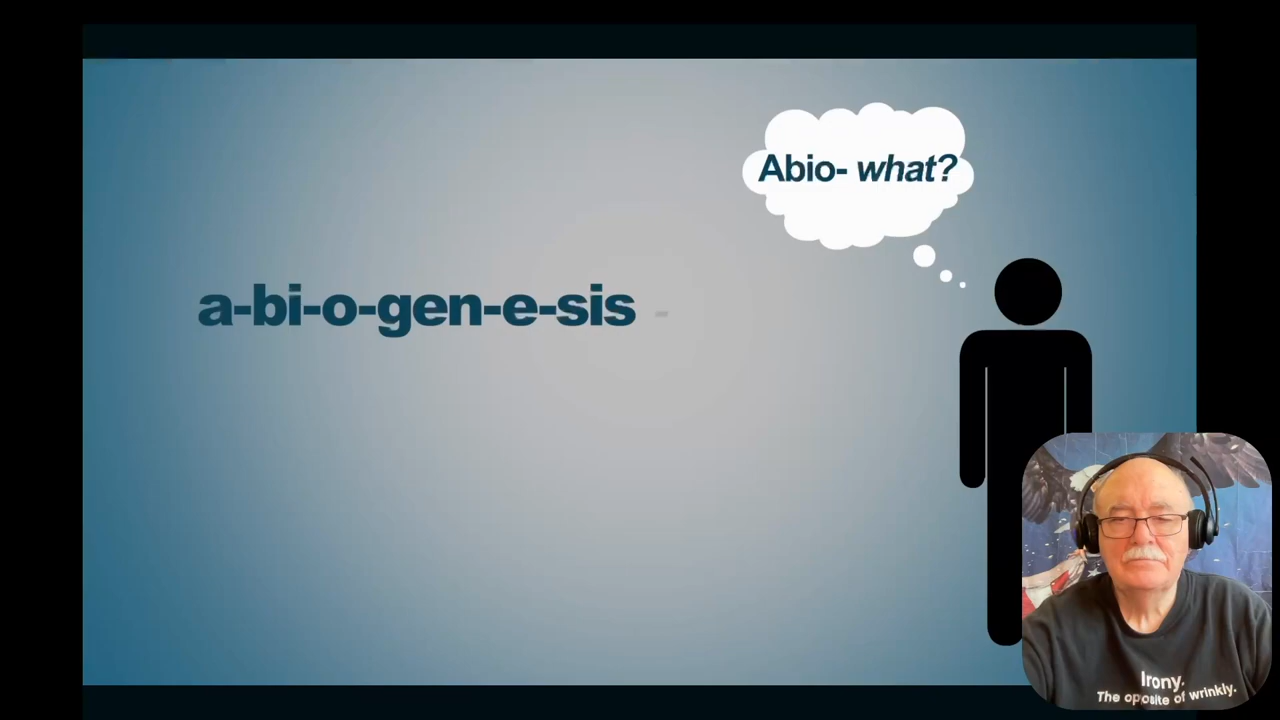 Abio- what?
a-bi-o-gen-e-sis -
Irony.
The opposite of wrinkly.